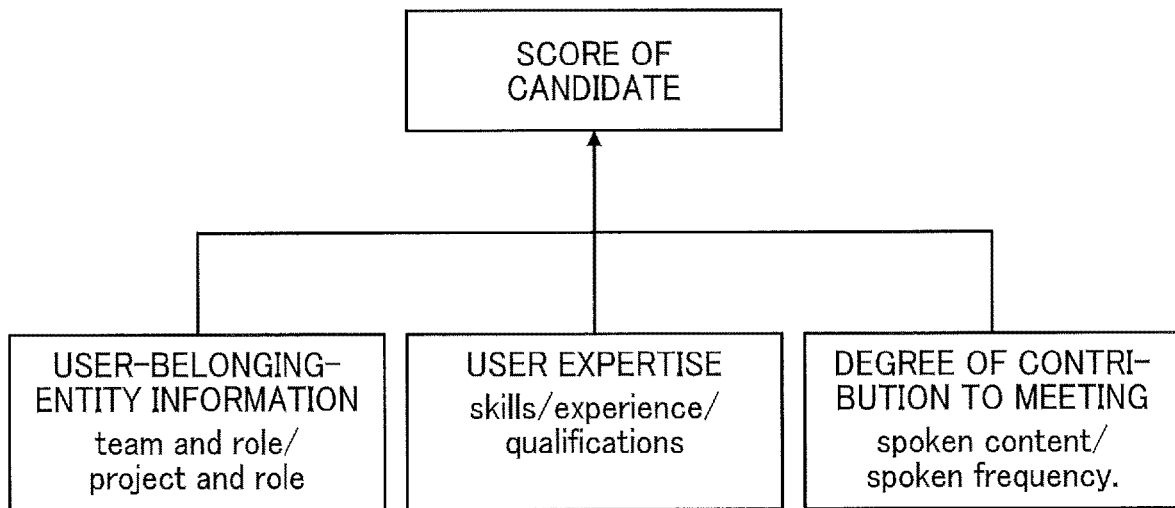 SCORE OF
CANDIDATE
USER-BELONGING-
ENTITY INFORMATION
team and role/
project and role
USER EXPERTISE
skills/experience/
qualifications
DEGREE OF CONTRI-
BUTION TO MEETING
spoken content/
spoken frequency.